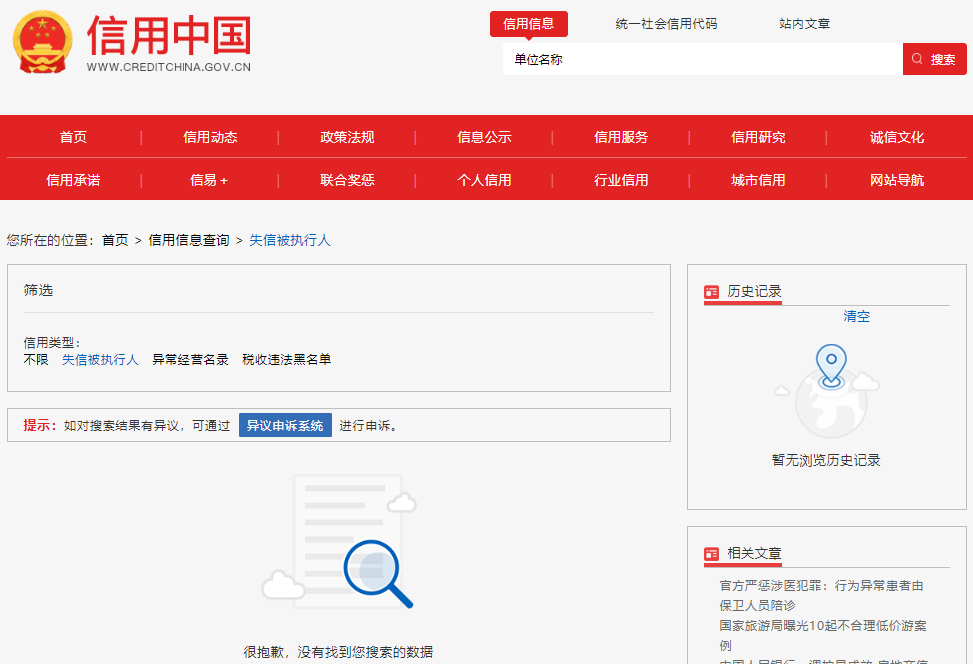 信用中国
WWW.CREDITCHINA.GOV.CN
信用信息 统一社会信用代码 站内文章
单位名称 搜索
首页 | 信用动态 | 政策法规 | 信息公示 | 信用服务 | 信用研究 | 诚信文化
信用承诺 | 信易+ | 联合奖惩 | 个人信用 | 行业信用 | 城市信用 | 网站导航
您所在的位置：首页 > 信用信息查询 > 失信被执行人
筛选
信用类型：
不限 失信被执行人 异常经营名录 税收违法黑名单
提示：如对搜索结果有异议，可通过 异议申诉系统 进行申诉。
很抱歉，没有找到您搜索的数据
历史记录
清空
暂无浏览历史记录
相关文章
官方严惩涉医犯罪：行为异常患者由
保卫人员陪诊
国家旅游局曝光10起不合理低价游案
例